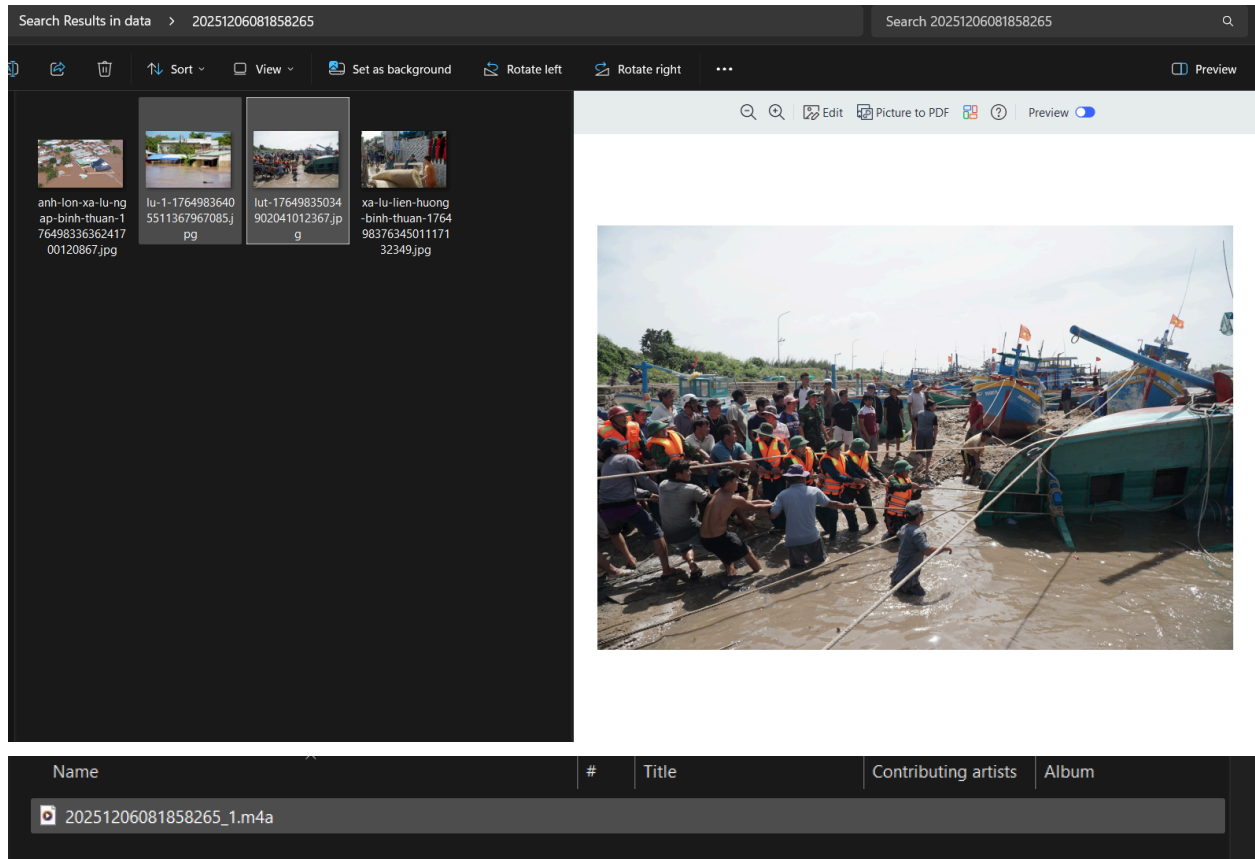 Search Results in data > 20251206081858265
Search 20251206081858265
Sort
View
Set as background
Rotate left
Rotate right
...
Preview
Edit
Picture to PDF
Preview
anh-lon-xa-lu-ng
ap-binh-thuan-1
76498336362417
00120867.jpg
lu-1-1764983640
5511367967085.j
pg
lut-17649835034
902041012367.jp
g
xa-lu-lien-huong
-binh-thuan-1764
98376345011171
32349.jpg
Name
#
Title
Contributing artists
Album
20251206081858265_1.m4a